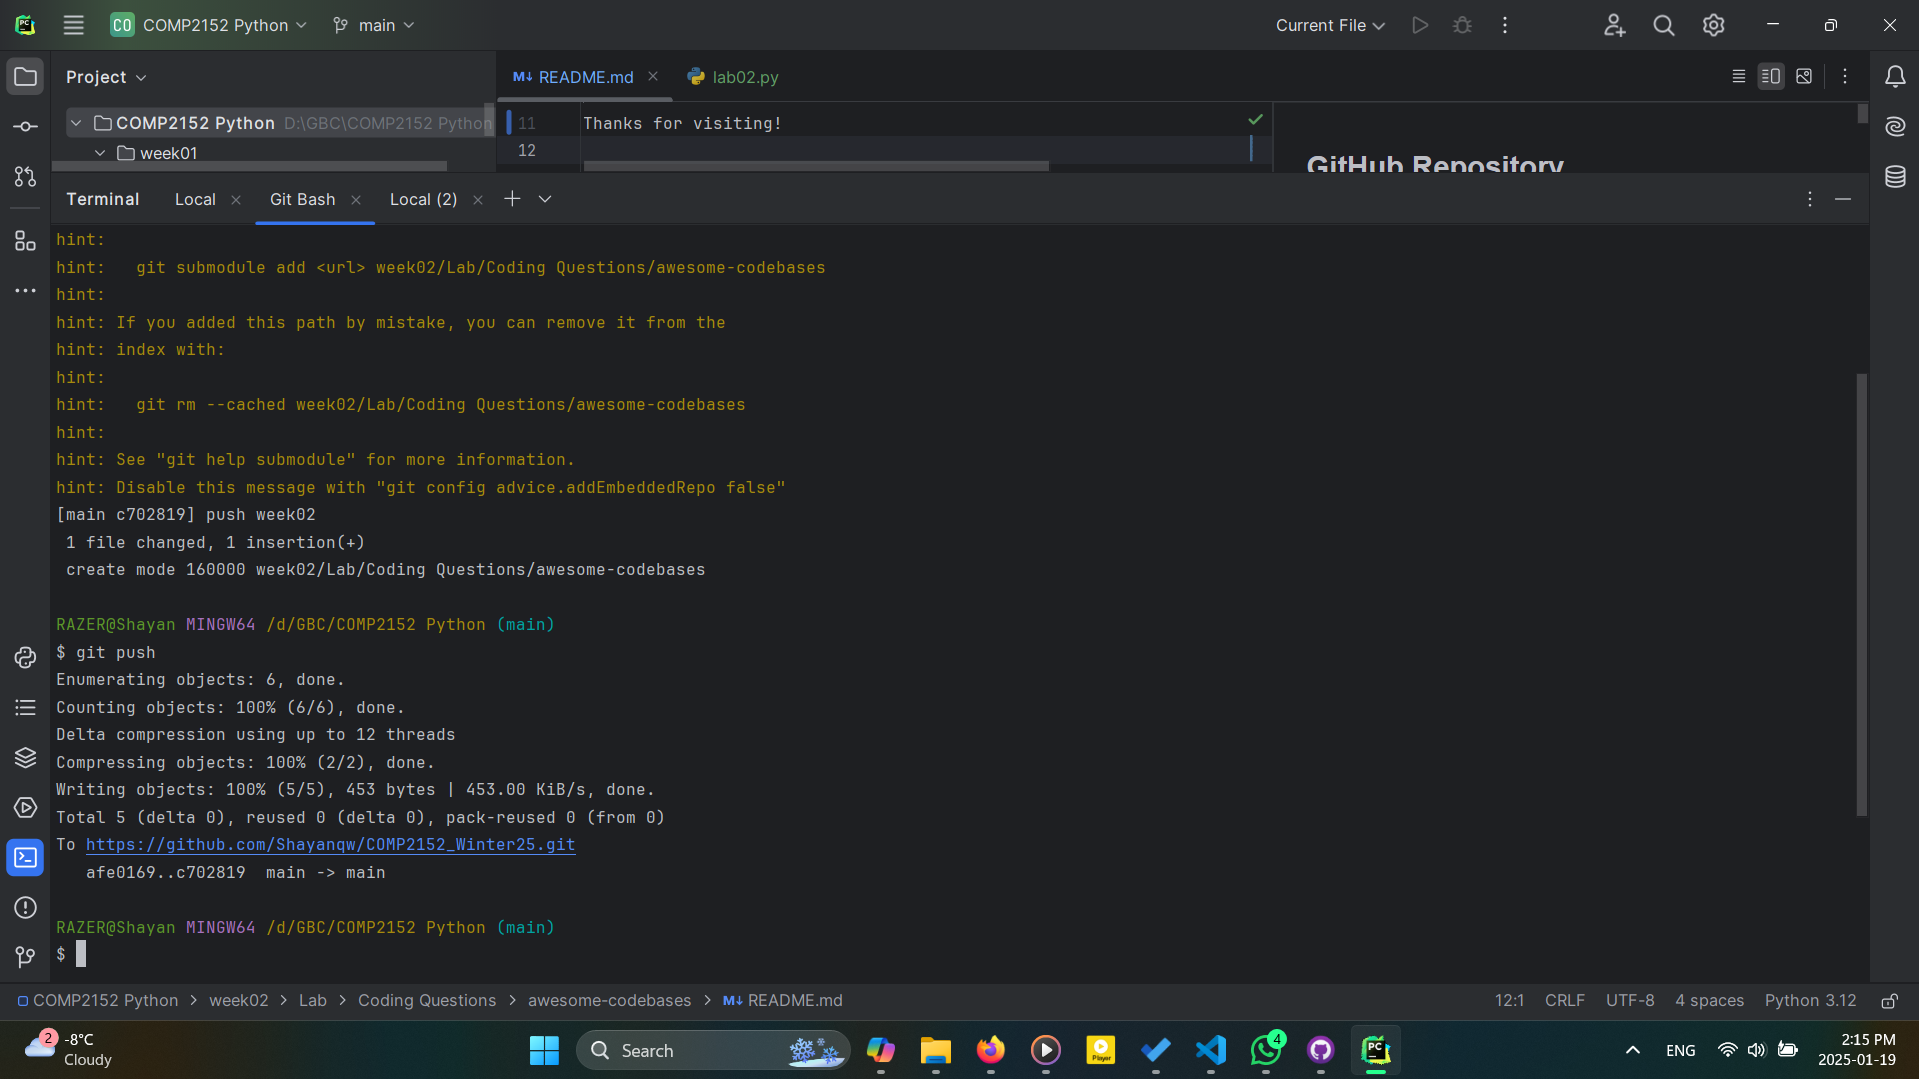 CO COMP2152 Python main Current File
Project
M↓ README.md lab02.py
COMP2152 Python D:\GBC\COMP2152 Python
week01
11 Thanks for visiting!
12
GitHub Repository
Terminal Local Git Bash Local (2)
hint:
hint:   git submodule add <url> week02/Lab/Coding Questions/awesome-codebases
hint:
hint: If you added this path by mistake, you can remove it from the
hint: index with:
hint:
hint:   git rm --cached week02/Lab/Coding Questions/awesome-codebases
hint:
hint: See "git help submodule" for more information.
hint: Disable this message with "git config advice.addEmbeddedRepo false"
[main c702819] push week02
 1 file changed, 1 insertion(+)
 create mode 160000 week02/Lab/Coding Questions/awesome-codebases
RAZER@Shayan MINGW64 /d/GBC/COMP2152 Python (main)
$ git push
Enumerating objects: 6, done.
Counting objects: 100% (6/6), done.
Delta compression using up to 12 threads
Compressing objects: 100% (2/2), done.
Writing objects: 100% (5/5), 453 bytes | 453.00 KiB/s, done.
Total 5 (delta 0), reused 0 (delta 0), pack-reused 0 (from 0)
To https://github.com/Shayanqw/COMP2152_Winter25.git
   afe0169..c702819  main -> main
RAZER@Shayan MINGW64 /d/GBC/COMP2152 Python (main)
$
COMP2152 Python > week02 > Lab > Coding Questions > awesome-codebases > M↓ README.md 12:1 CRLF UTF-8 4 spaces Python 3.12
2 -8°C
Cloudy
Search
Player
4
PC
ENG
2:15 PM
2025-01-19